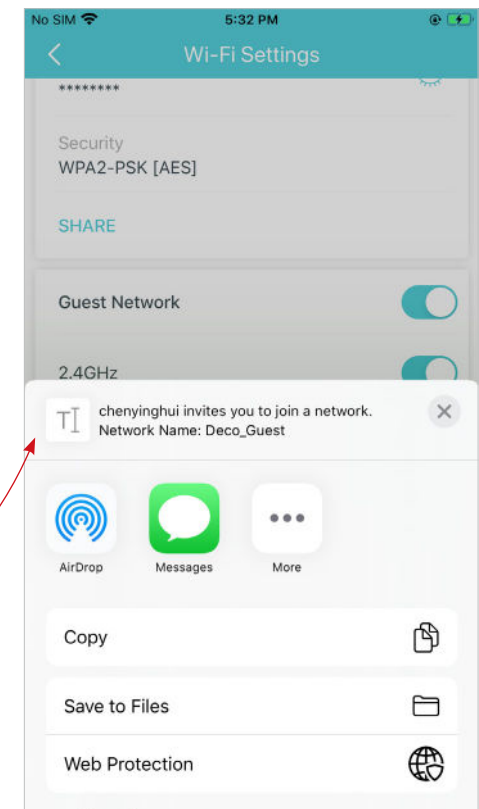 No SIM 5:32 PM
Wi-Fi Settings
********
Security
WPA2-PSK [AES]
SHARE
Guest Network
2.4GHz
chenyinghui invites you to join a network.
Network Name: Deco_Guest
AirDrop Messages More
Copy
Save to Files
Web Protection